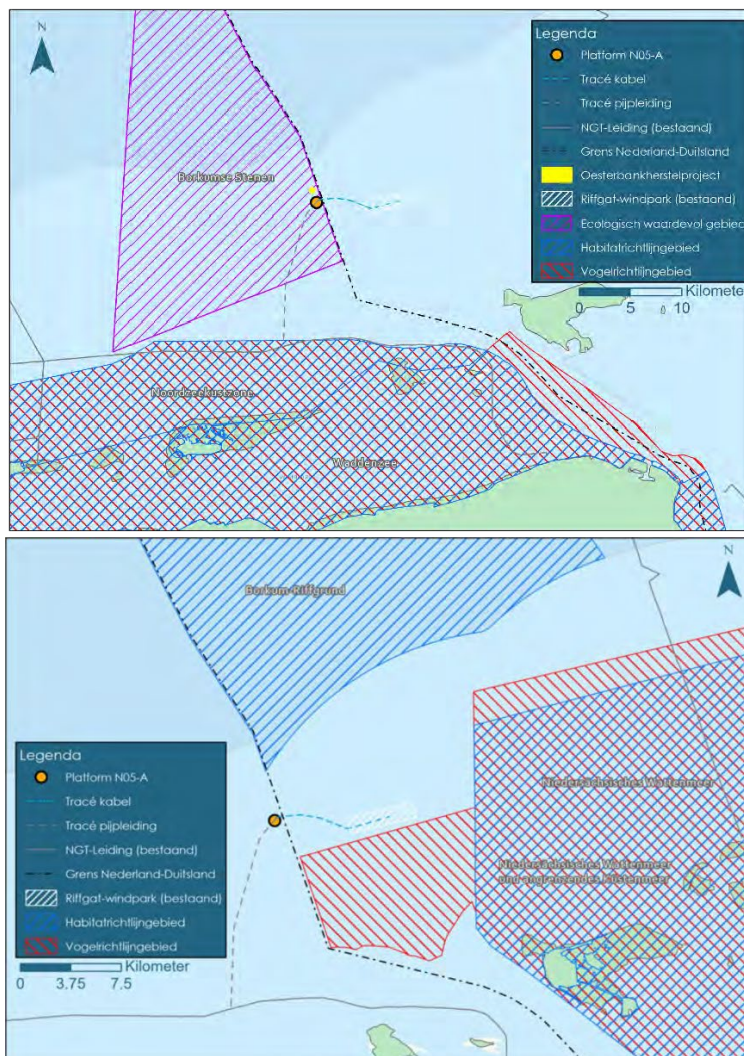 N
Legenda
Platform N05-A
Tracé kabel
Tracé pijpleiding
NGT-Leiding (bestaand)
Grens Nederland-Duitsland
Oesterbankherstelproject
Riffgat-windpark (bestaand)
Ecologisch waardevol gebied
Habitatrichtlijngebied
Vogelrichtlijngebied
Kilometer
0 5 10
Borkumse Stenen
Noordzeekustzone
Waddenzee
N
Borkum-Riffgrund
Legenda
Platform N05-A
Tracé kabel
Tracé pijpleiding
NGT-Leiding (bestaand)
Grens Nederland-Duitsland
Riffgat-windpark (bestaand)
Habitatrichtlijngebied
Vogelrichtlijngebied
Kilometer
0 3.75 7.5
Niedersächsisches Wattenmeer
Niedersächsisches Wattenmeer
und angrenzendes Küstenmeer